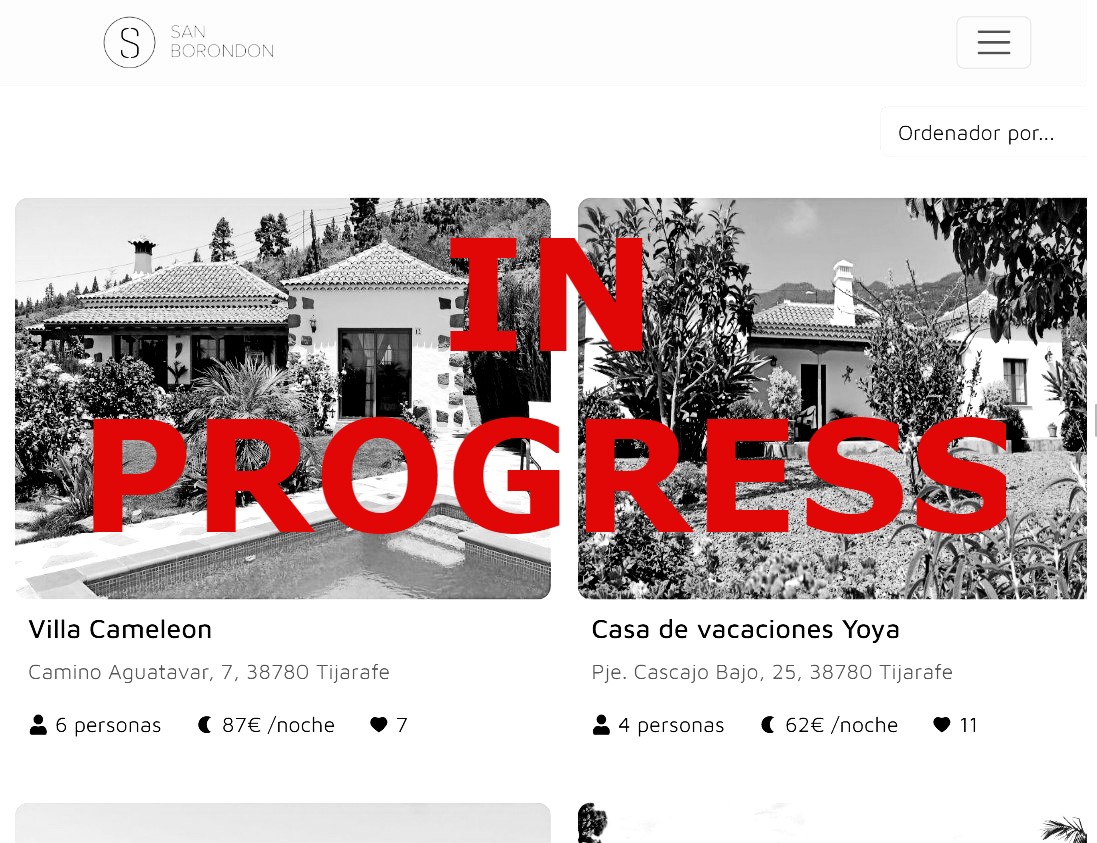 S
SAN
BORONDON
Ordenador por...
IN
PROGRESS
Villa Cameleon
Camino Aguatavar, 7, 38780 Tijarafe
6 personas 87€ /noche 7
Casa de vacaciones Yoya
Pje. Cascajo Bajo, 25, 38780 Tijarafe
4 personas 62€ /noche 11